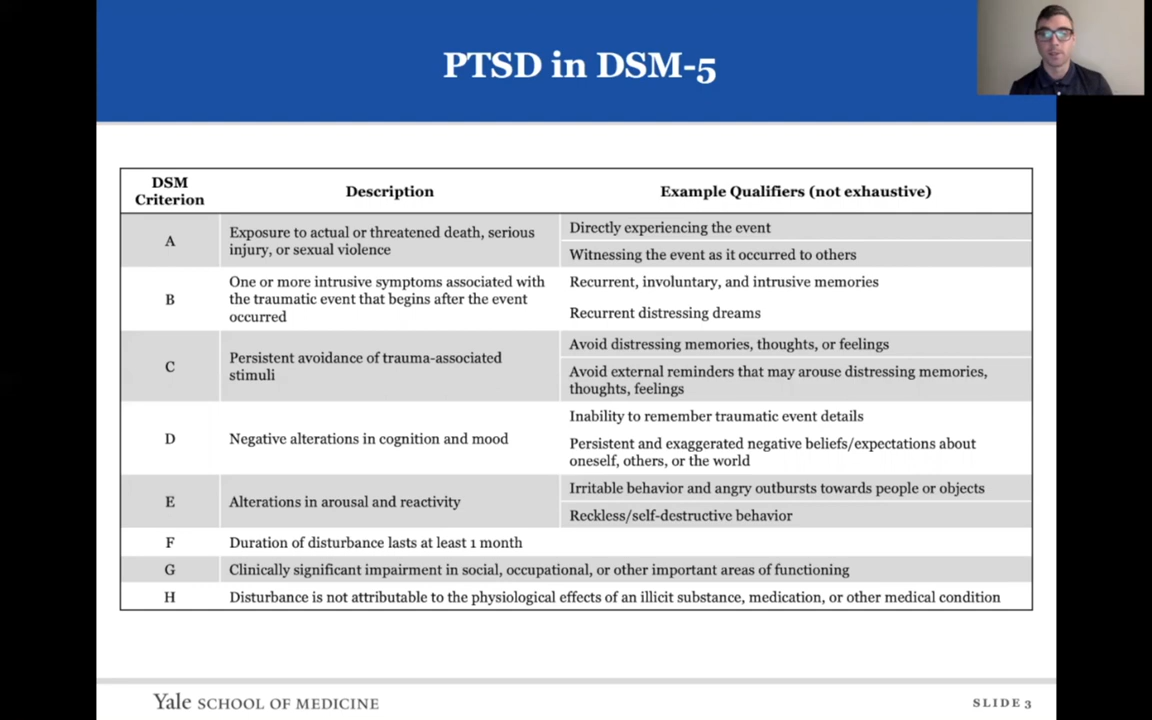 PTSD in DSM-5
DSM
Criterion
Description
Example Qualifiers (not exhaustive)
A
Exposure to actual or threatened death, serious
injury, or sexual violence
Directly experiencing the event
Witnessing the event as it occurred to others
B
One or more intrusive symptoms associated with
the traumatic event that begins after the event
occurred
Recurrent, involuntary, and intrusive memories
Recurrent distressing dreams
C
Persistent avoidance of trauma-associated
stimuli
Avoid distressing memories, thoughts, or feelings
Avoid external reminders that may arouse distressing memories,
thoughts, feelings
D
Negative alterations in cognition and mood
Inability to remember traumatic event details
Persistent and exaggerated negative beliefs/expectations about
oneself, others, or the world
E
Alterations in arousal and reactivity
Irritable behavior and angry outbursts towards people or objects
Reckless/self-destructive behavior
F
Duration of disturbance lasts at least 1 month
G
Clinically significant impairment in social, occupational, or other important areas of functioning
H
Disturbance is not attributable to the physiological effects of an illicit substance, medication, or other medical condition
Yale SCHOOL OF MEDICINE
SLIDE 3